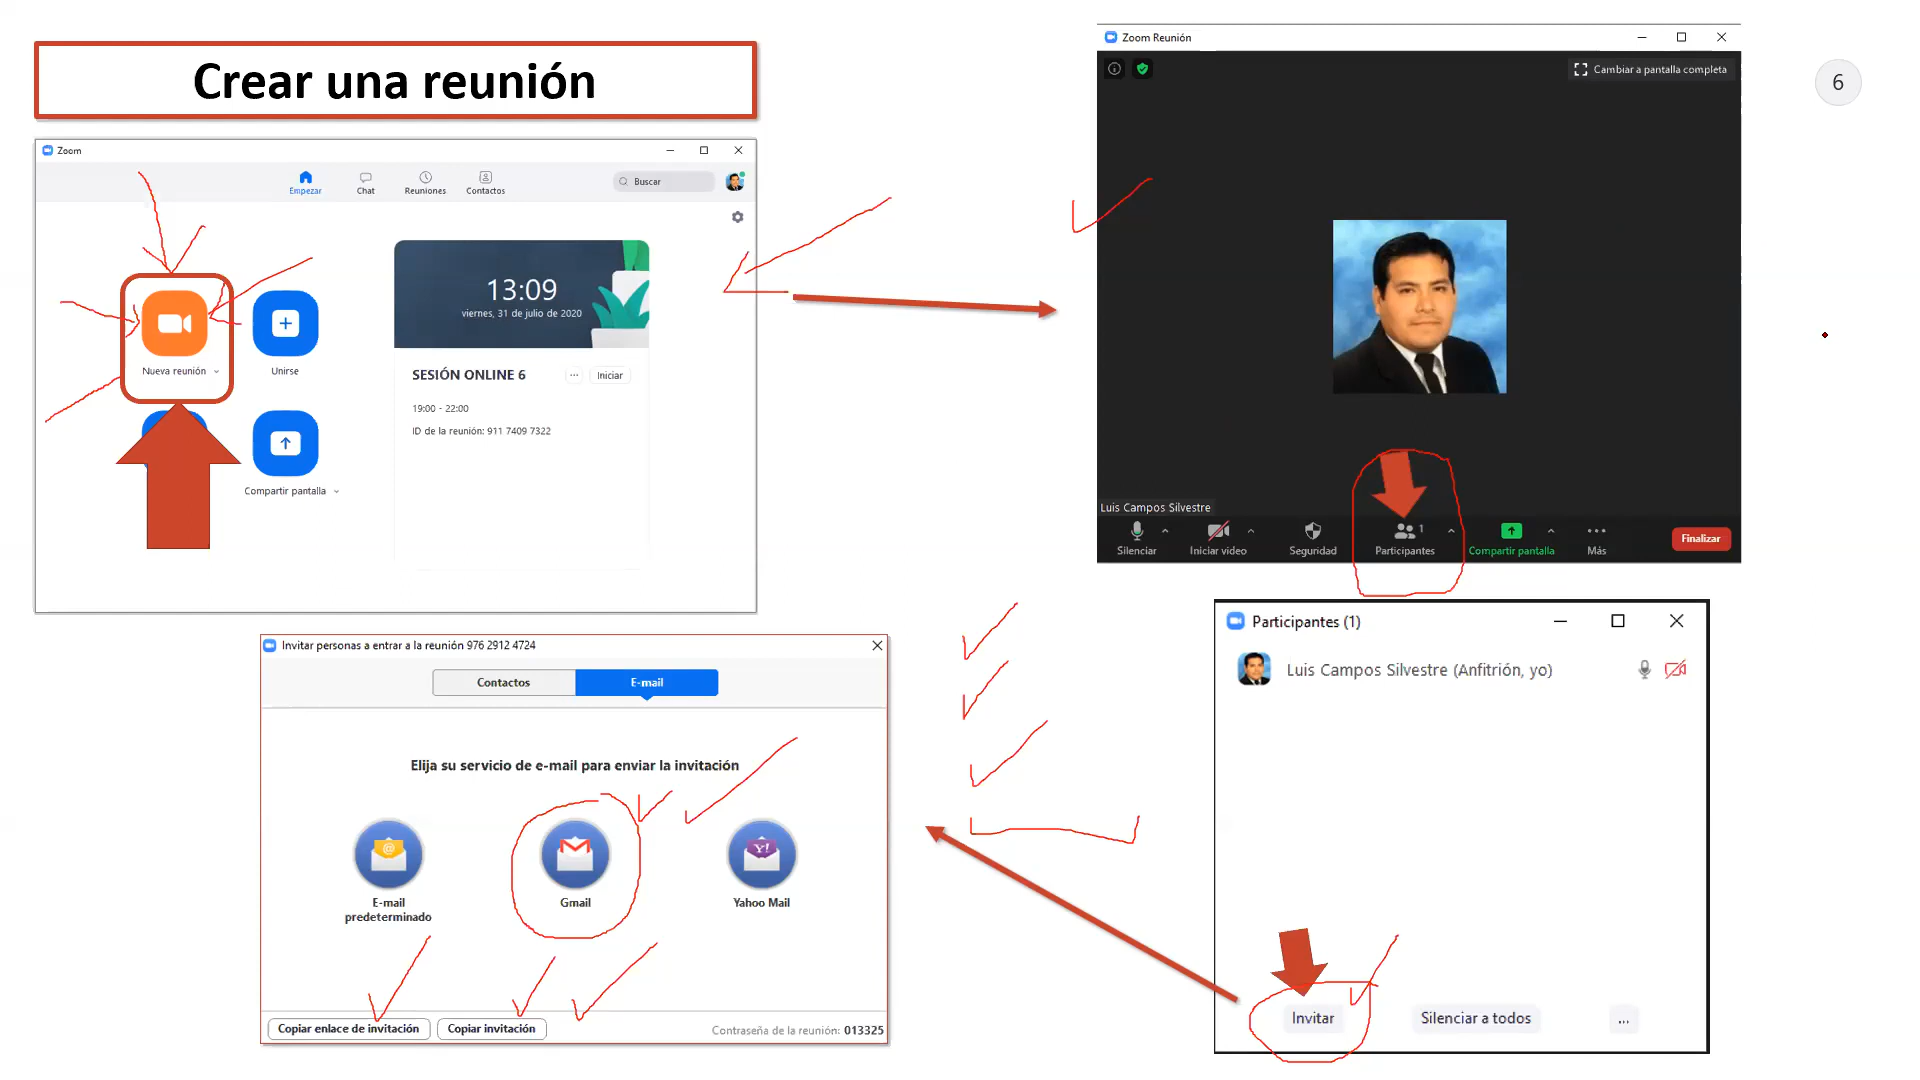 Crear una reunión
6
Zoom
Empezar
Chat
Reuniones
Contactos
Buscar
13:09
viernes, 31 de julio de 2020
Nueva reunión
Unirse
SESIÓN ONLINE 6
... Iniciar
19:00 - 22:00
ID de la reunión: 911 7409 7322
Compartir pantalla
Zoom Reunión
Cambiar a pantalla completa
Luis Campos Silvestre
1
Silenciar
Iniciar video
Seguridad
Participantes
Compartir pantalla
Más
Finalizar
Invitar personas a entrar a la reunión 976 2912 4724
Contactos
E-mail
Elija su servicio de e-mail para enviar la invitación
@
Y!
E-mail
predeterminado
Gmail
Yahoo Mail
Copiar enlace de invitación
Copiar invitación
Contraseña de la reunión: 013325
Participantes (1)
Luis Campos Silvestre (Anfitrión, yo)
Invitar
Silenciar a todos
...